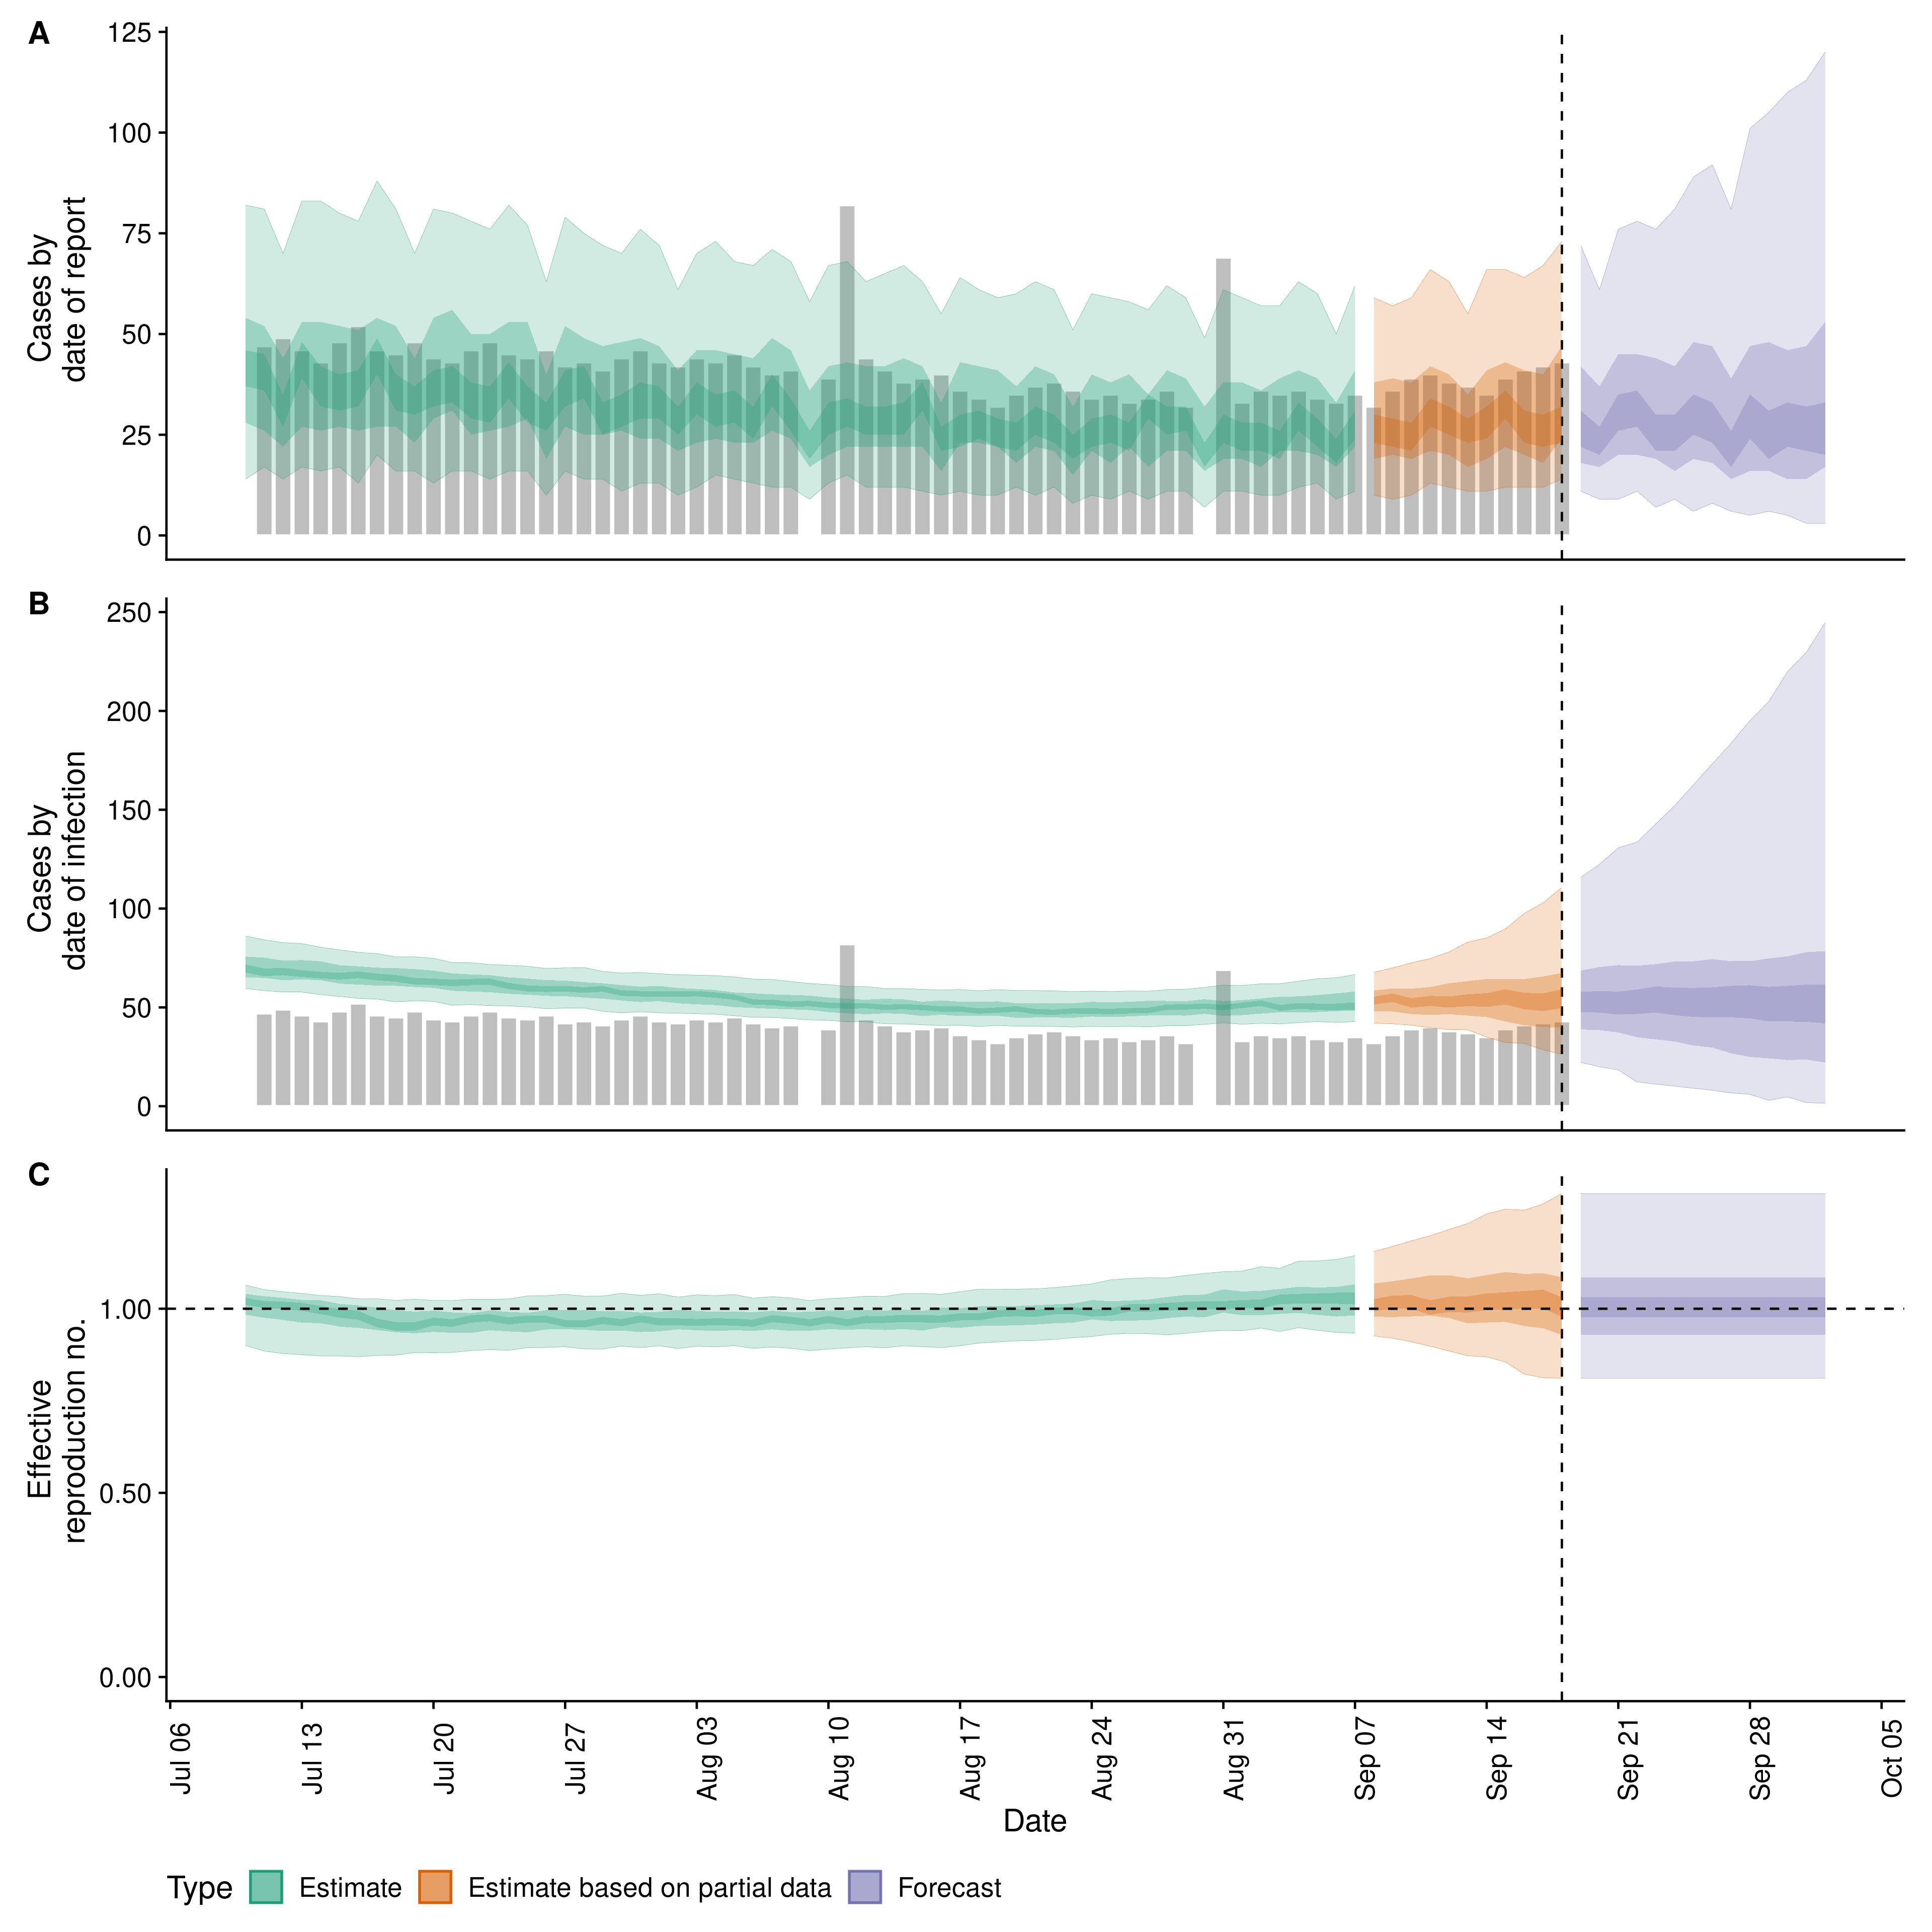 A
125
100
75
50
25
0
Cases by
date of report
B
250
200
150
100
50
0
Cases by
date of infection
C
1.00
0.50
0.00
Effective
reproduction no.
Jul 06
Jul 13
Jul 20
Jul 27
Aug 03
Aug 10
Aug 17
Aug 24
Aug 31
Sep 07
Sep 14
Sep 21
Sep 28
Oct 05
Date
Type Estimate Estimate based on partial data Forecast